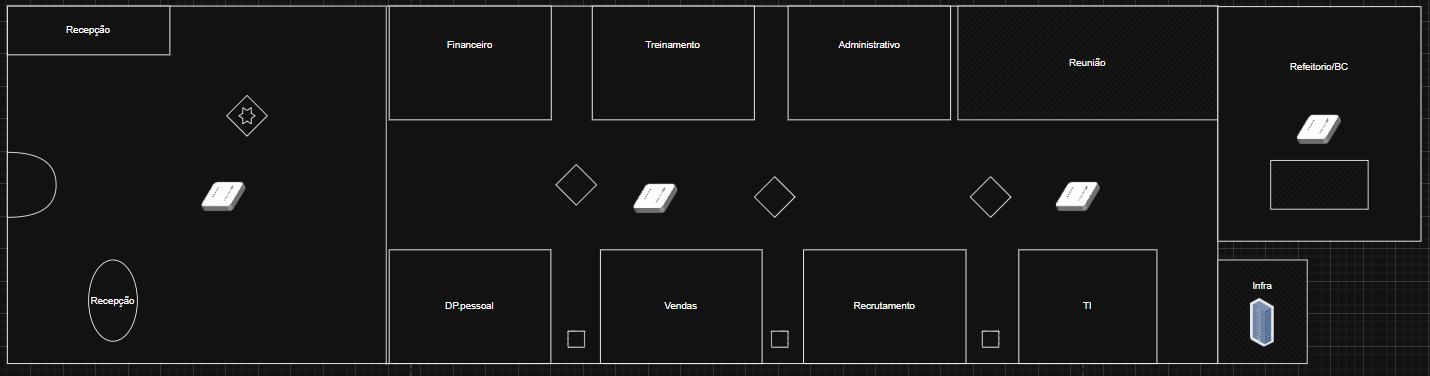 Recepção
Financeiro
Treinamento
Administrativo
Reunião
Refeitorio/BC
Recepção
DP.pessoal
Vendas
Recrutamento
TI
Infra